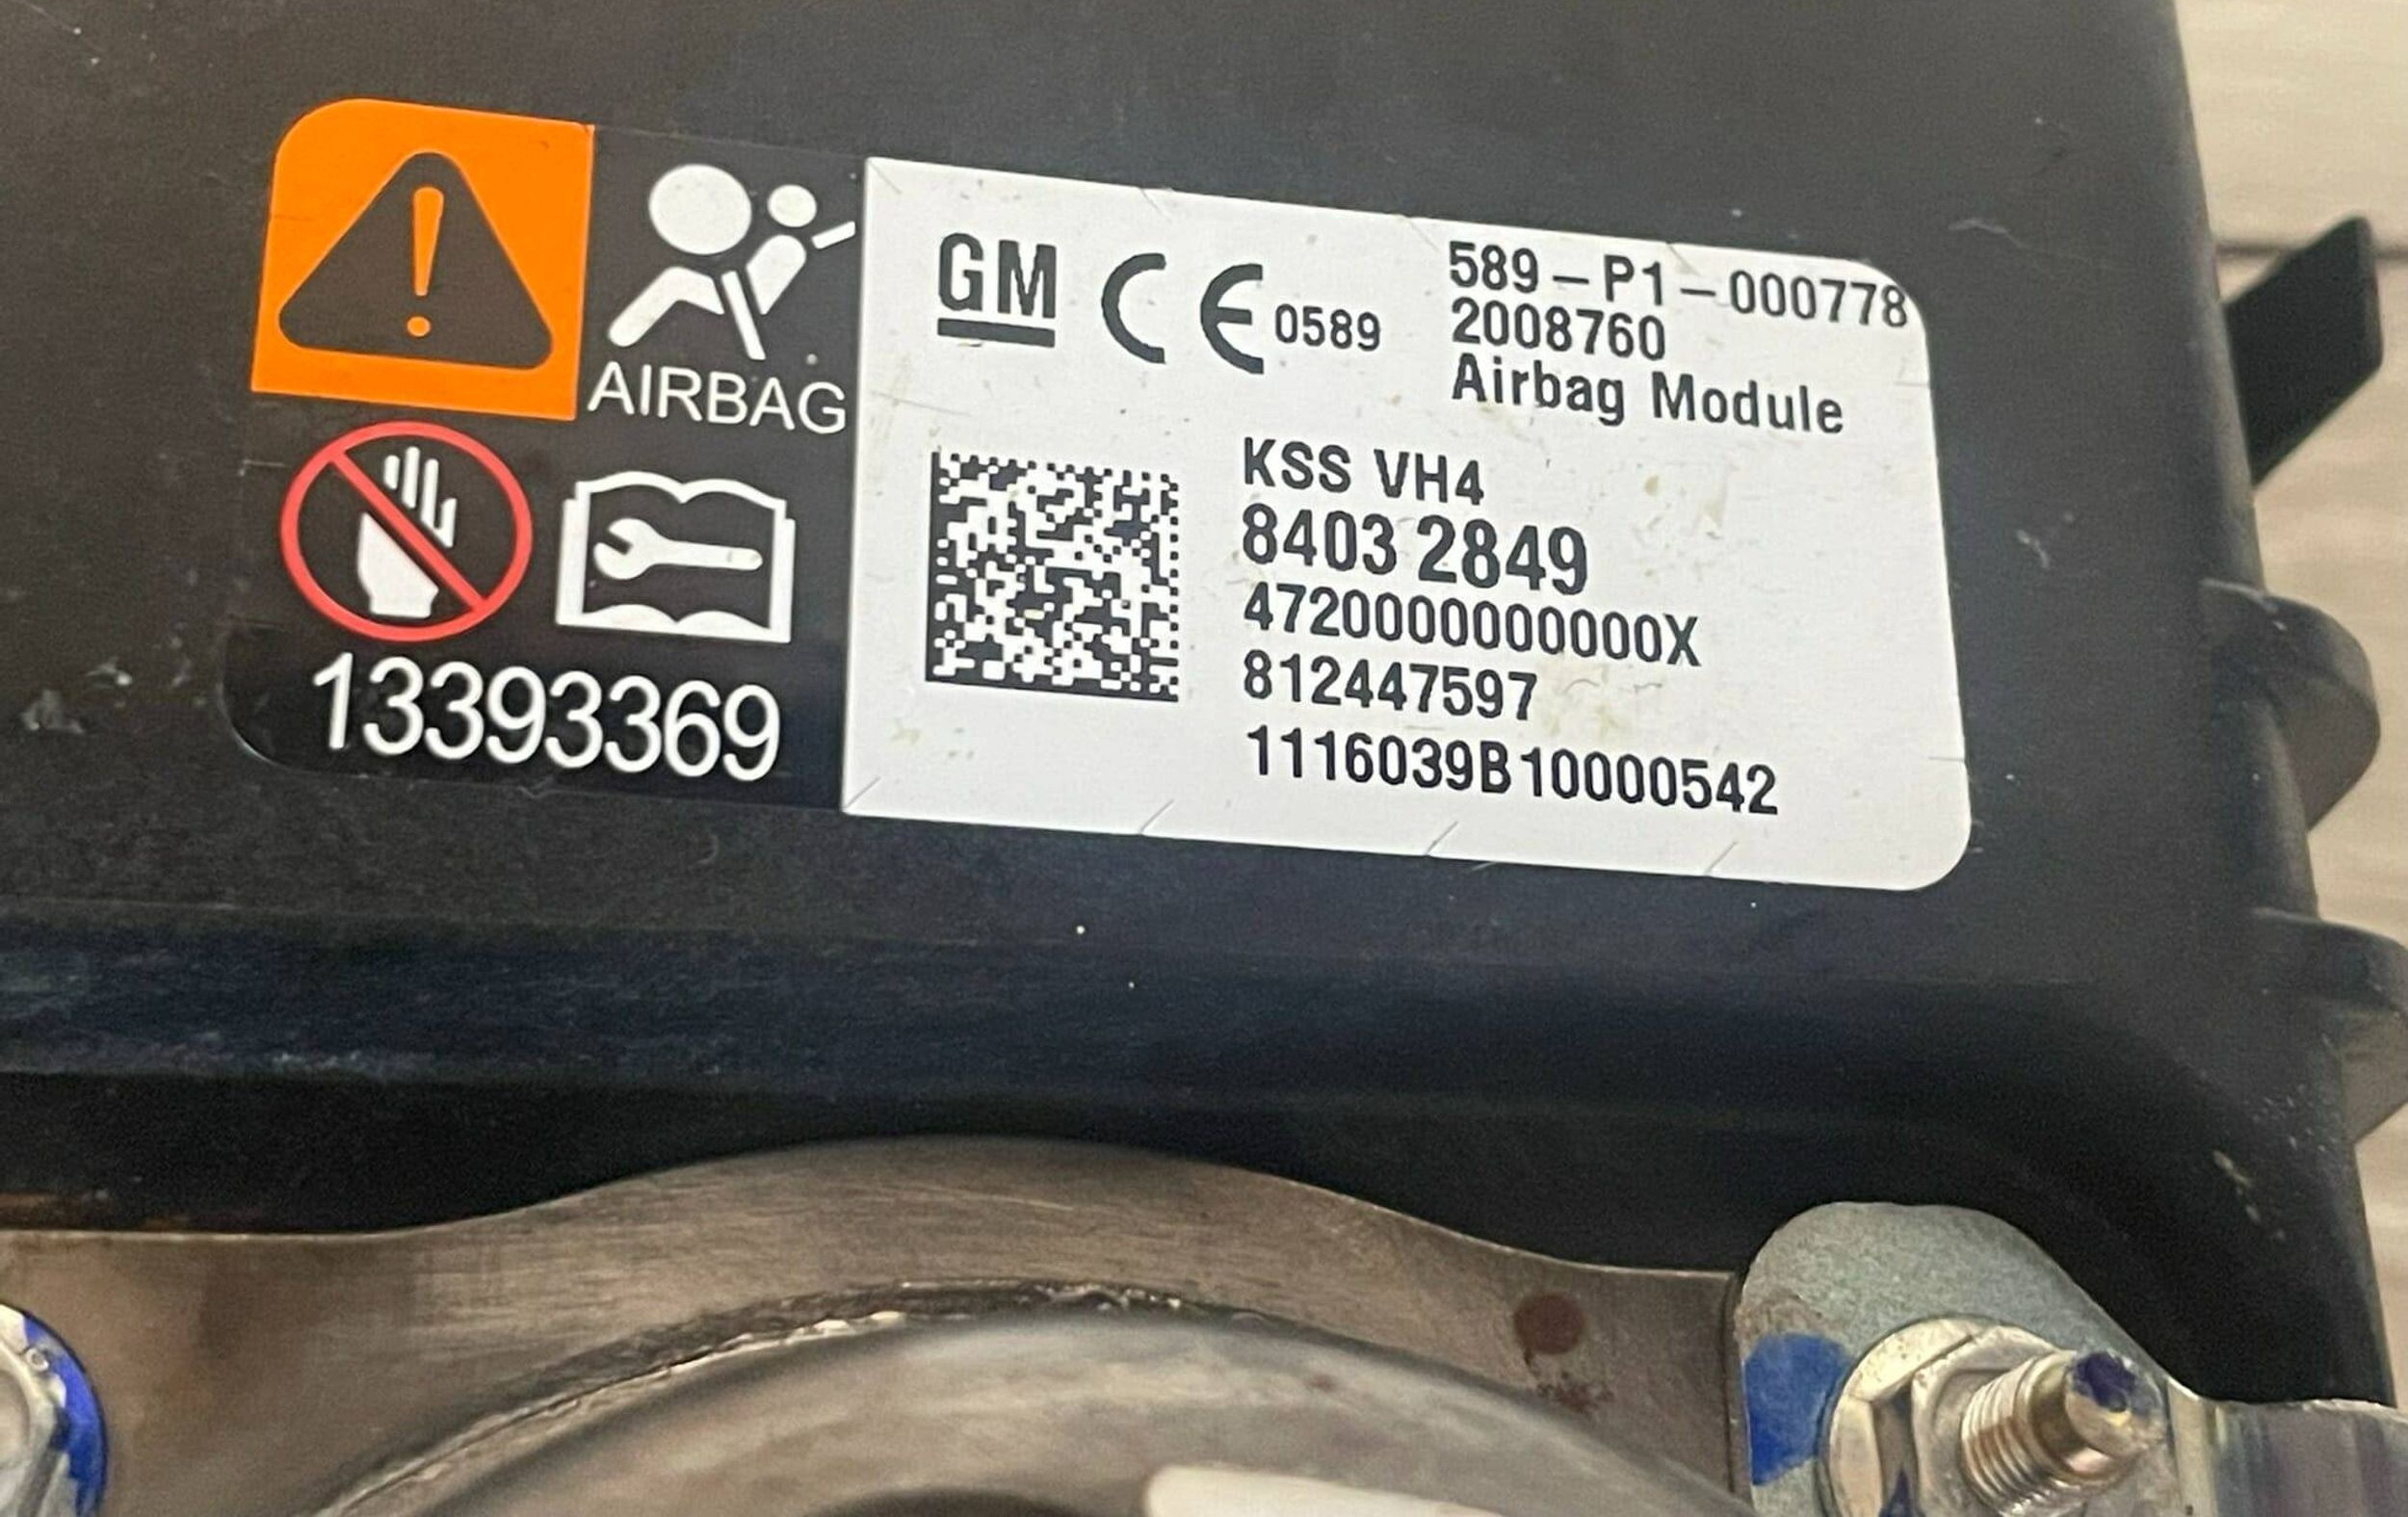 AIRBAG
13393369
GM CE 0589
589-P1-000778
2008760
Airbag Module
KSS VH4
8403 2849
4720000000000X
812447597
1116039B10000542